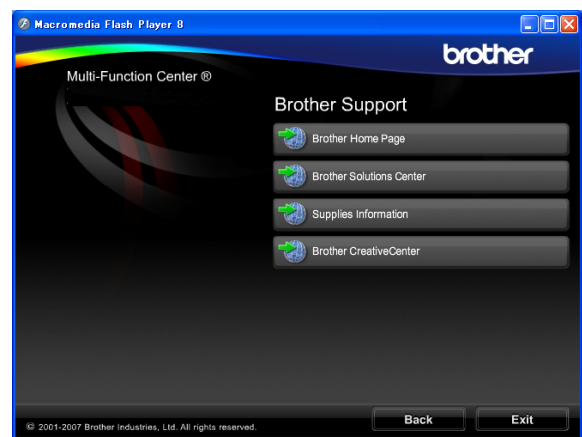 Macromedia Flash Player 8
brother
Multi-Function Center ®
Brother Support
Brother Home Page
Brother Solutions Center
Supplies Information
Brother CreativeCenter
Back
Exit
© 2001-2007 Brother Industries, Ltd. All rights reserved.